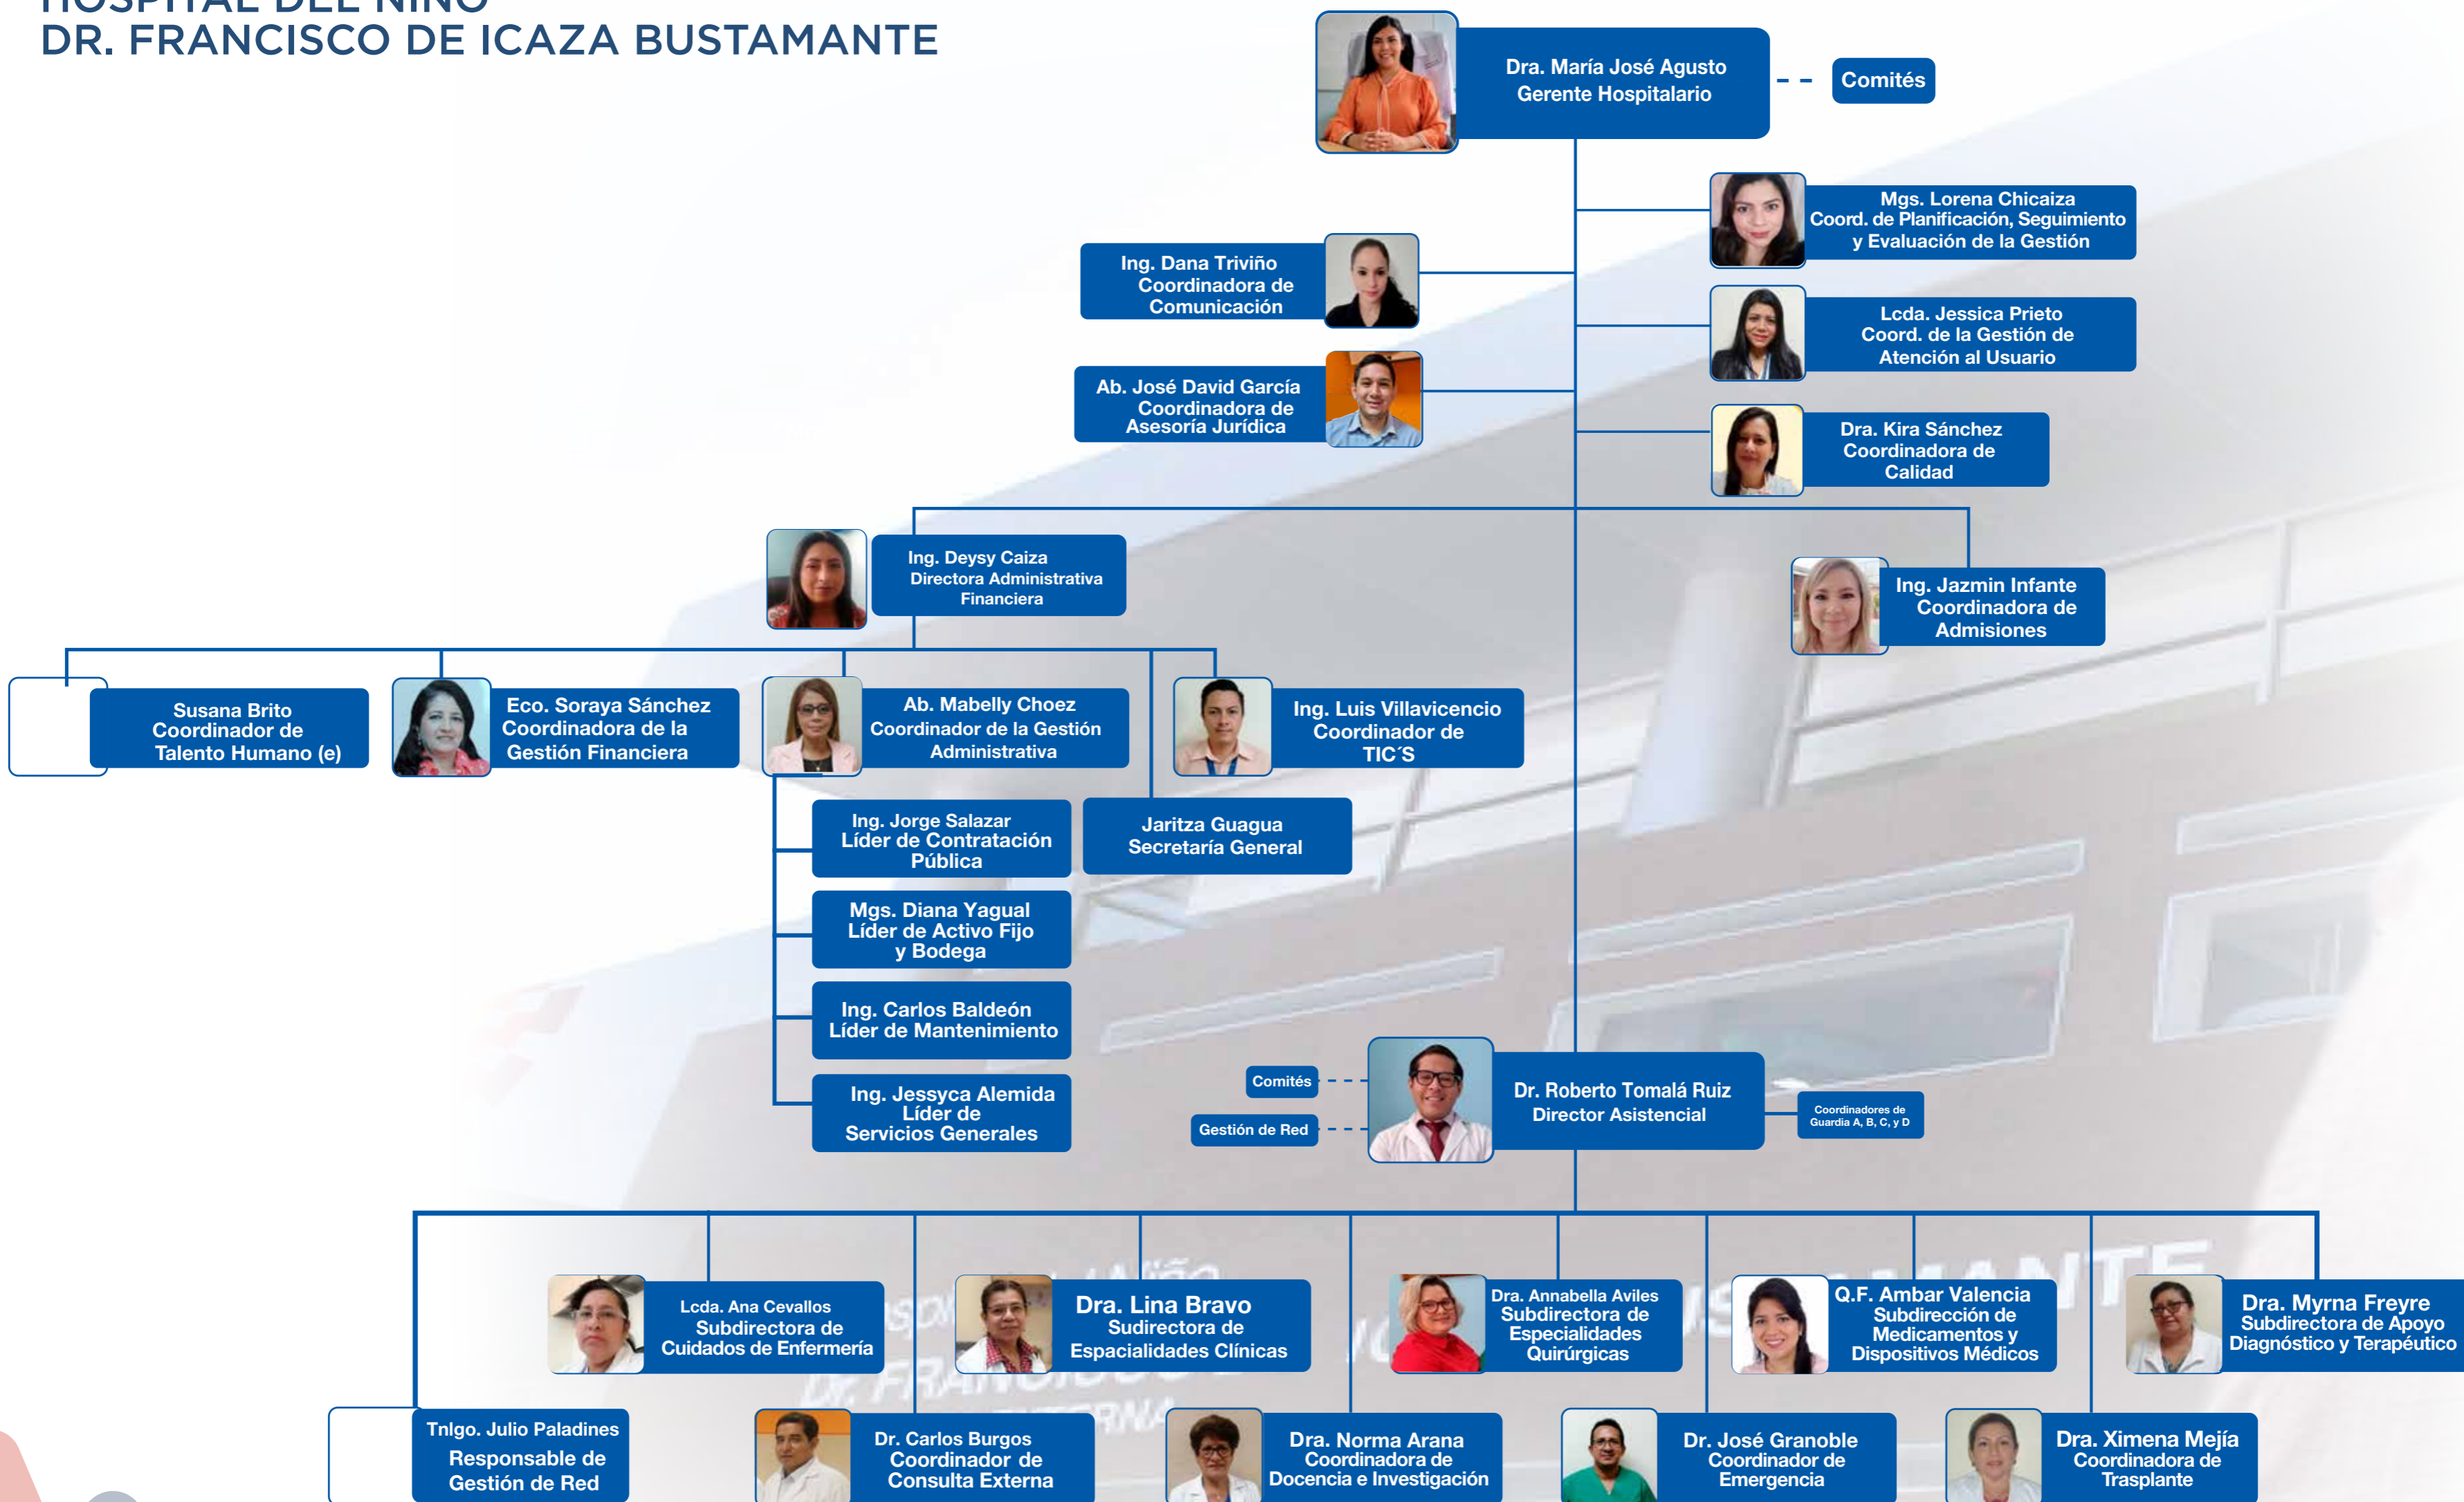 HOSPITAL DEL NIÑO
DR. FRANCISCO DE ICAZA BUSTAMANTE
Dra. María José Agusto
Gerente Hospitalario
Comités
Mgs. Lorena Chicaiza
Coord. de Planificación, Seguimiento
y Evaluación de la Gestión
Ing. Dana Triviño
Coordinadora de
Comunicación
Lcda. Jessica Prieto
Coord. de la Gestión de
Atención al Usuario
Ab. José David García
Coordinadora de
Asesoría Jurídica
Dra. Kira Sánchez
Coordinadora de
Calidad
Ing. Deysy Caiza
Directora Administrativa
Financiera
Ing. Jazmin Infante
Coordinadora de
Admisiones
Susana Brito
Coordinador de
Talento Humano (e)
Eco. Soraya Sánchez
Coordinadora de la
Gestión Financiera
Ab. Mabelly Choez
Coordinador de la Gestión
Administrativa
Ing. Luis Villavicencio
Coordinador de
TIC´S
Ing. Jorge Salazar
Líder de Contratación
Pública
Jaritza Guagua
Secretaría General
Mgs. Diana Yagual
Líder de Activo Fijo
y Bodega
Ing. Carlos Baldeón
Líder de Mantenimiento
Ing. Jessyca Alemida
Líder de
Servicios Generales
Comités
Gestión de Red
Dr. Roberto Tomalá Ruiz
Director Asistencial
Coordinadores de
Guardia A, B, C, y D
Lcda. Ana Cevallos
Subdirectora de
Cuidados de Enfermería
Dra. Lina Bravo
Sudirectora de
Espacialidades Clínicas
Dra. Annabella Aviles
Subdirectora de
Especialidades
Quirúrgicas
Q.F. Ambar Valencia
Subdirección de
Medicamentos y
Dispositivos Médicos
Dra. Myrna Freyre
Subdirectora de Apoyo
Diagnóstico y Terapéutico
Tnlgo. Julio Paladines
Responsable de
Gestión de Red
Dr. Carlos Burgos
Coordinador de
Consulta Externa
Dra. Norma Arana
Coordinadora de
Docencia e Investigación
Dr. José Granoble
Coordinador de
Emergencia
Dra. Ximena Mejía
Coordinadora de
Trasplante